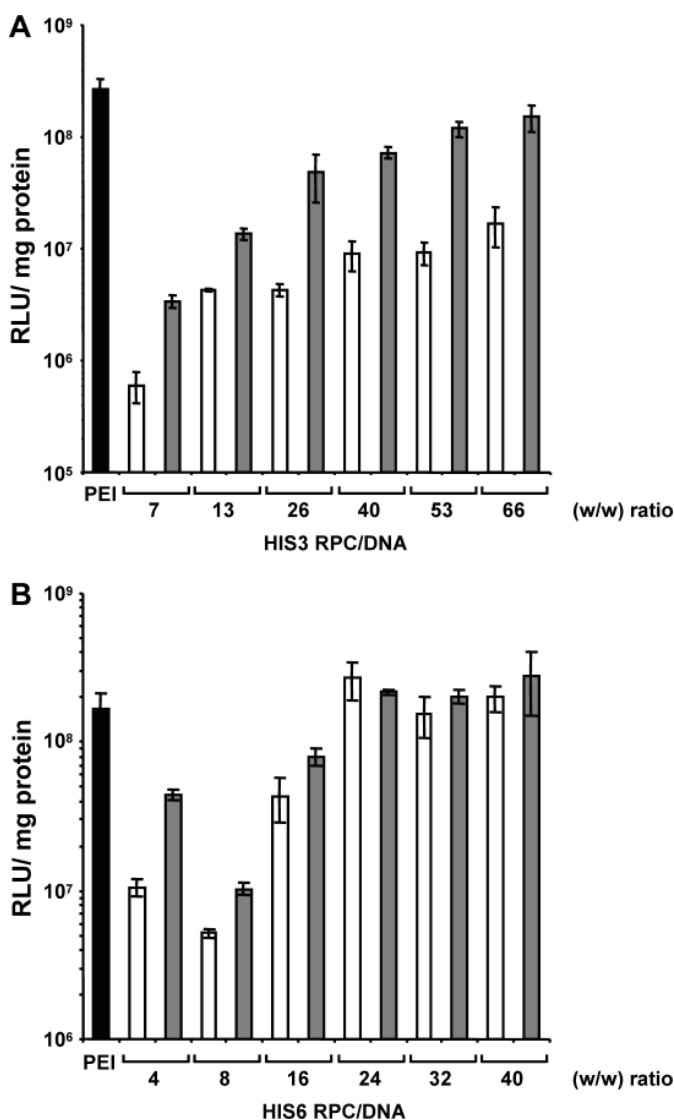 A
10⁹
10⁸
10⁷
10⁶
10⁵
RLU/ mg protein
PEI 7 13 26 40 53 66 (w/w) ratio
HIS3 RPC/DNA
B
10⁹
10⁸
10⁷
10⁶
RLU/ mg protein
PEI 4 8 16 24 32 40 (w/w) ratio
HIS6 RPC/DNA